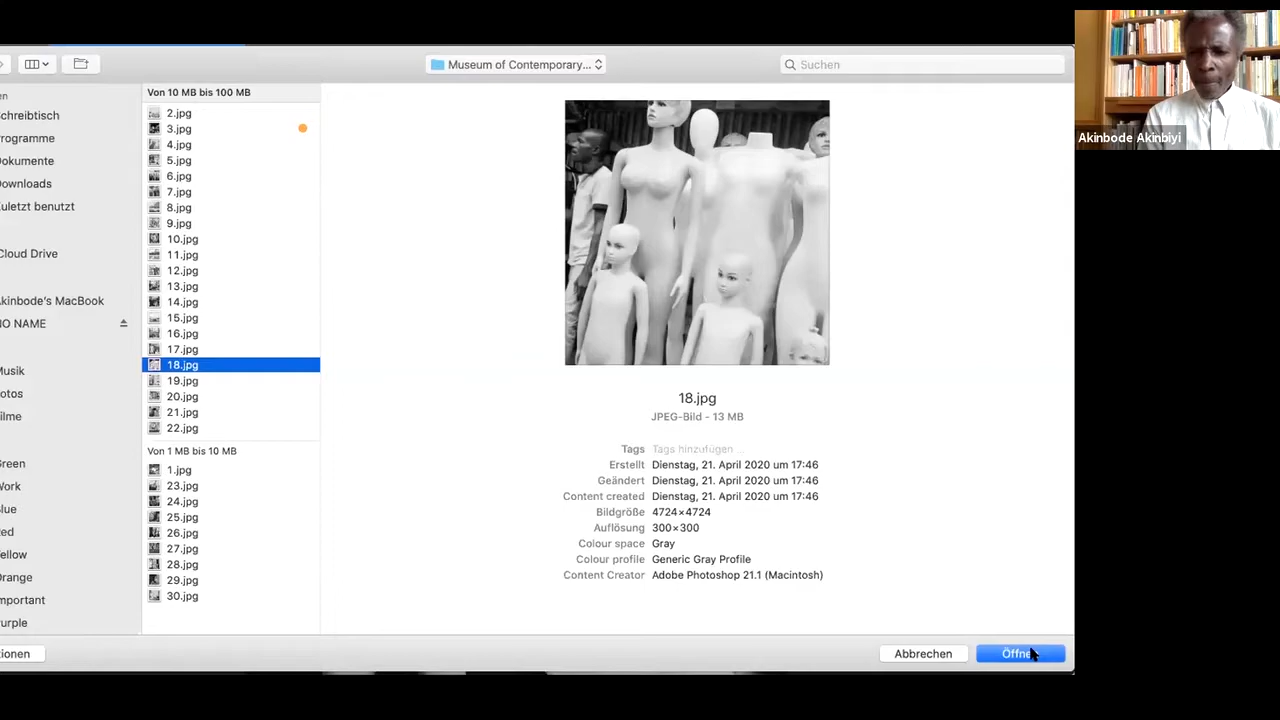 Museum of Contemporary...
Suchen
en
Schreibtisch
rogramme
Dokumente
Downloads
Zuletzt benutzt
Cloud Drive
Akinbode's MacBook
NO NAME
Musik
otos
ilme
Green
Work
lue
ed
ellow
Orange
mportant
urple
Von 10 MB bis 100 MB
2.jpg
3.jpg
4.jpg
5.jpg
6.jpg
7.jpg
8.jpg
9.jpg
10.jpg
11.jpg
12.jpg
13.jpg
14.jpg
15.jpg
16.jpg
17.jpg
18.jpg
19.jpg
20.jpg
21.jpg
22.jpg
Von 1 MB bis 10 MB
1.jpg
23.jpg
24.jpg
25.jpg
26.jpg
27.jpg
28.jpg
29.jpg
30.jpg
18.jpg
JPEG-Bild - 13 MB
Tags Tags hinzufügen ...
Erstellt Dienstag, 21. April 2020 um 17:46
Geändert Dienstag, 21. April 2020 um 17:46
Content created Dienstag, 21. April 2020 um 17:46
Bildgröße 4724×4724
Auflösung 300×300
Colour space Gray
Colour profile Generic Gray Profile
Content Creator Adobe Photoshop 21.1 (Macintosh)
ionen
Abbrechen
Öffne
Akinbode Akinbiyi